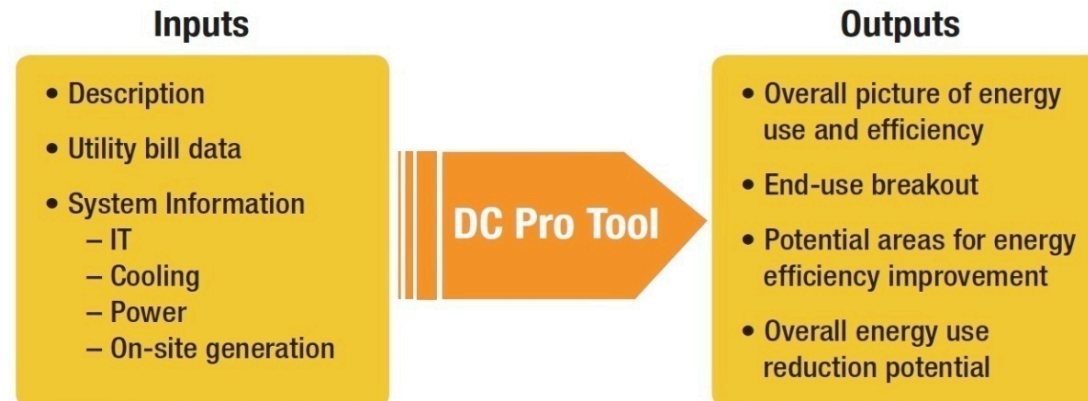 Inputs
• Description
• Utility bill data
• System Information
– IT
– Cooling
– Power
– On-site generation
DC Pro Tool
Outputs
• Overall picture of energy
use and efficiency
• End-use breakout
• Potential areas for energy
efficiency improvement
• Overall energy use
reduction potential